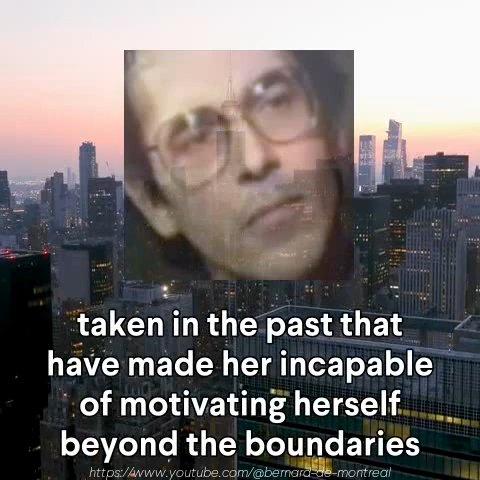 taken in the past that
have made her incapable
of motivating herself
beyond the boundaries
https://www.youtube.com/@bernard-de-montreal